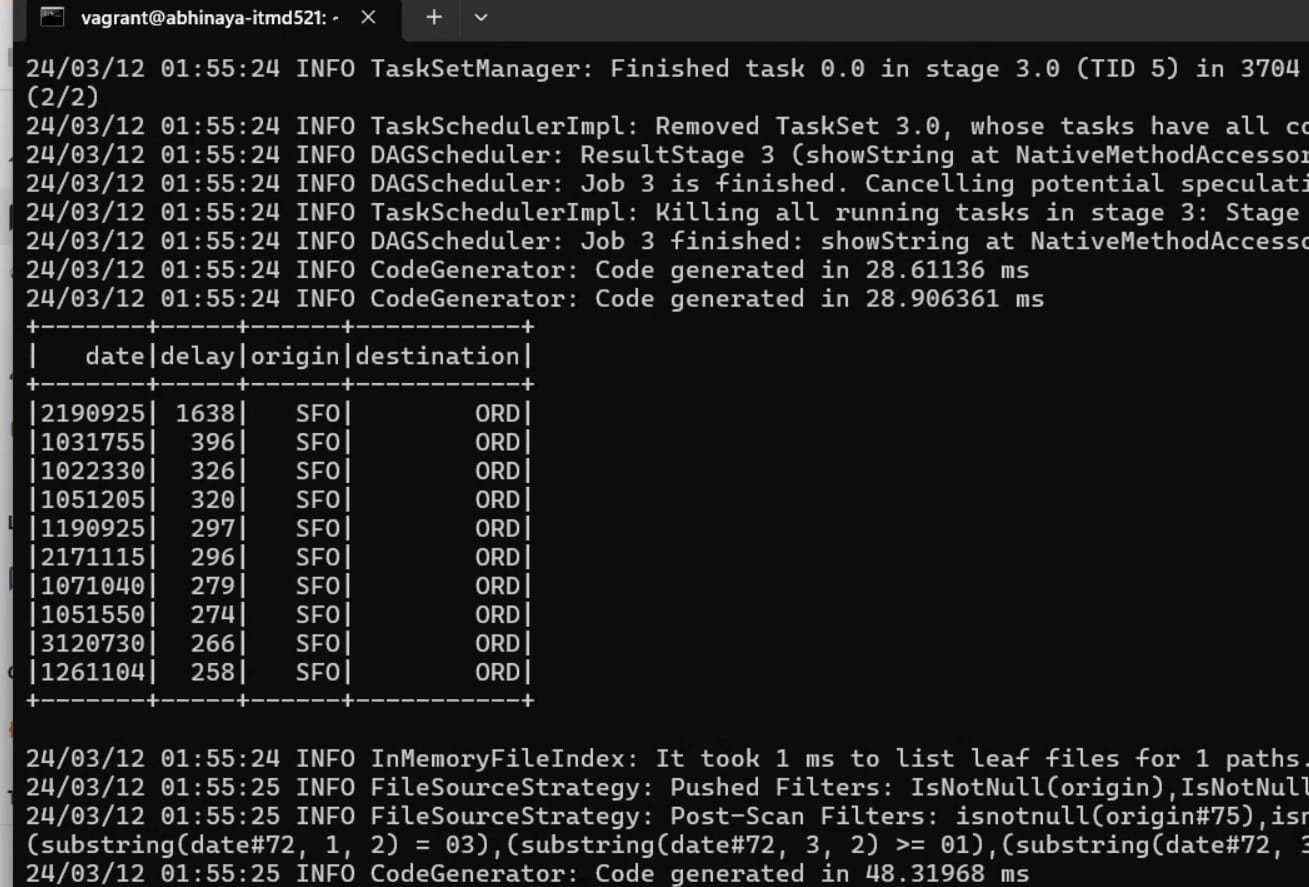 vagrant@abhinaya-itmd521: ~ × + ⌄
24/03/12 01:55:24 INFO TaskSetManager: Finished task 0.0 in stage 3.0 (TID 5) in 3704
(2/2)
24/03/12 01:55:24 INFO TaskSchedulerImpl: Removed TaskSet 3.0, whose tasks have all co
24/03/12 01:55:24 INFO DAGScheduler: ResultStage 3 (showString at NativeMethodAccessor
24/03/12 01:55:24 INFO DAGScheduler: Job 3 is finished. Cancelling potential speculati
24/03/12 01:55:24 INFO TaskSchedulerImpl: Killing all running tasks in stage 3: Stage
24/03/12 01:55:24 INFO DAGScheduler: Job 3 finished: showString at NativeMethodAccesso
24/03/12 01:55:24 INFO CodeGenerator: Code generated in 28.61136 ms
24/03/12 01:55:24 INFO CodeGenerator: Code generated in 28.906361 ms
+-------+-----+------+-----------+
|   date|delay|origin|destination|
+-------+-----+------+-----------+
|2190925| 1638|   SFO|        ORD|
|1031755|  396|   SFO|        ORD|
|1022330|  326|   SFO|        ORD|
|1051205|  320|   SFO|        ORD|
|1190925|  297|   SFO|        ORD|
|2171115|  296|   SFO|        ORD|
|1071040|  279|   SFO|        ORD|
|1051550|  274|   SFO|        ORD|
|3120730|  266|   SFO|        ORD|
|1261104|  258|   SFO|        ORD|
+-------+-----+------+-----------+
24/03/12 01:55:24 INFO InMemoryFileIndex: It took 1 ms to list leaf files for 1 paths.
24/03/12 01:55:25 INFO FileSourceStrategy: Pushed Filters: IsNotNull(origin),IsNotNull
24/03/12 01:55:25 INFO FileSourceStrategy: Post-Scan Filters: isnotnull(origin#75),isn
(substring(date#72, 1, 2) = 03),(substring(date#72, 3, 2) >= 01),(substring(date#72, 3
24/03/12 01:55:25 INFO CodeGenerator: Code generated in 48.31968 ms